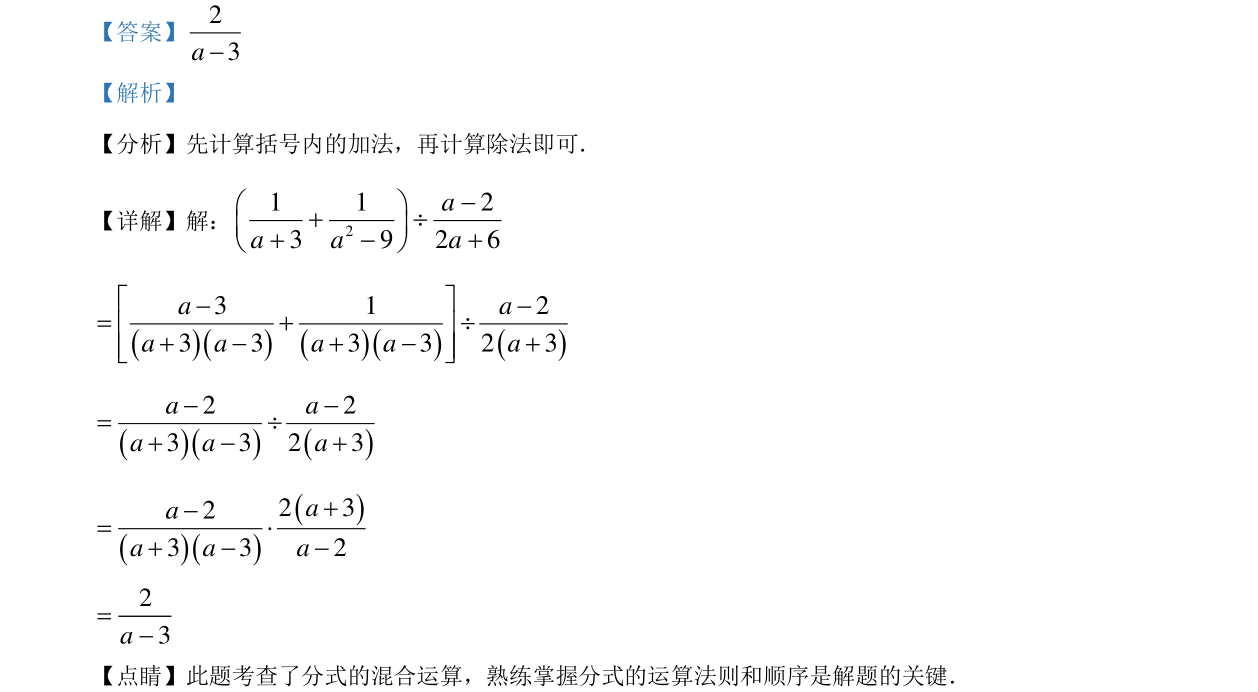 【答案】$\frac{2}{a-3}$
【解析】
【分析】先计算括号内的加法，再计算除法即可．
【详解】解：$\left(\frac{1}{a+3}+\frac{1}{a^2-9}\right)\div\frac{a-2}{2a+6}$
$=\left[\frac{a-3}{(a+3)(a-3)}+\frac{1}{(a+3)(a-3)}\right]\div\frac{a-2}{2(a+3)}$
$=\frac{a-2}{(a+3)(a-3)}\div\frac{a-2}{2(a+3)}$
$=\frac{a-2}{(a+3)(a-3)}\cdot\frac{2(a+3)}{a-2}$
$=\frac{2}{a-3}$
【点睛】此题考查了分式的混合运算，熟练掌握分式的运算法则和顺序是解题的关键．